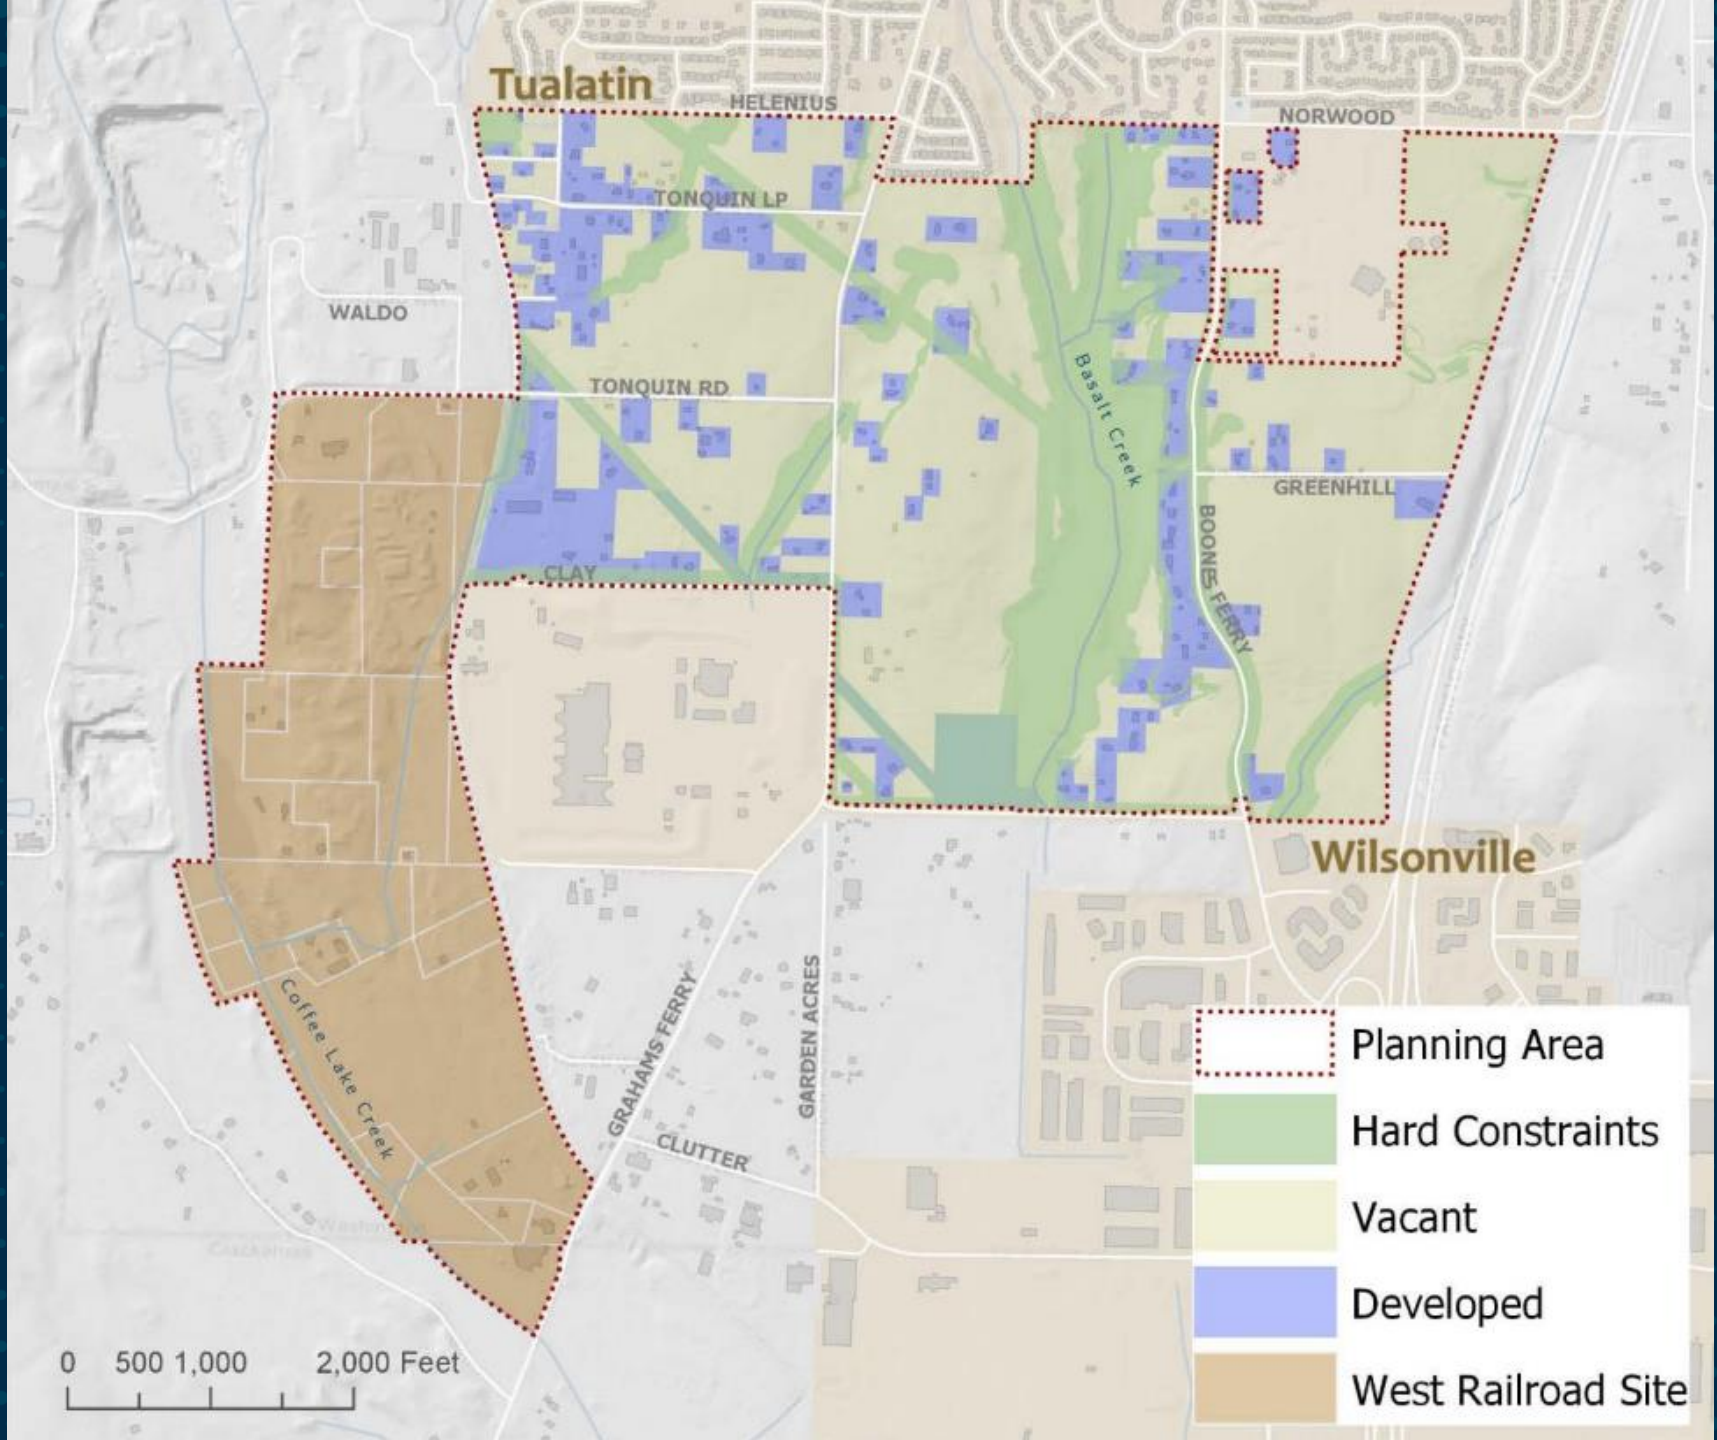 Tualatin
HELENIUS
NORWOOD
TONQUIN LP
WALDO
TONQUIN RD
Basalt Creek
GREENHILL
BOONES FERRY
CLAY
Wilsonville
Coffee Lake Creek
GRAHAMS FERRY
GARDEN ACRES
CLUTTER
Clackamas
Planning Area
Hard Constraints
Vacant
Developed
West Railroad Site
0 500 1,000 2,000 Feet